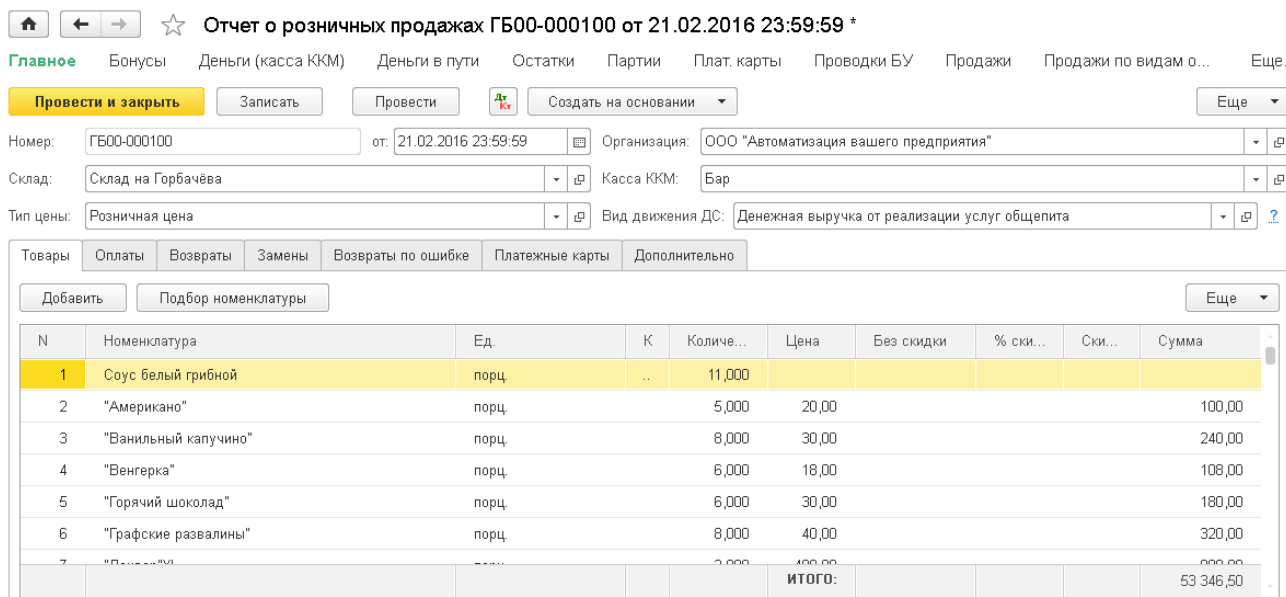 Отчет о розничных продажах ГБ00-000100 от 21.02.2016 23:59:59 *
Главное Бонусы Деньги (касса ККМ) Деньги в пути Остатки Партии Плат. карты Проводки БУ Продажи Продажи по видам о... Еще.
Провести и закрыть Записать Провести Дт Кт Создать на основании Еще
Номер: ГБ00-000100 от: 21.02.2016 23:59:59 Организация: ООО "Автоматизация вашего предприятия"
Склад: Склад на Горбачёва Касса ККМ: Бар
Тип цены: Розничная цена Вид движения ДС: Денежная выручка от реализации услуг общепита ?
Товары Оплаты Возвраты Замены Возвраты по ошибке Платежные карты Дополнительно
Добавить Подбор номенклатуры Еще
N Номенклатура Ед. К Количе... Цена Без скидки % ски... Ски... Сумма
1 Соус белый грибной порц. .. 11,000
2 "Американо" порц. 5,000 20,00 100,00
3 "Ванильный капучино" порц. 8,000 30,00 240,00
4 "Венгерка" порц. 6,000 18,00 108,00
5 "Горячий шоколад" порц. 6,000 30,00 180,00
6 "Графские развалины" порц. 8,000 40,00 320,00
ИТОГО: 53 346,50